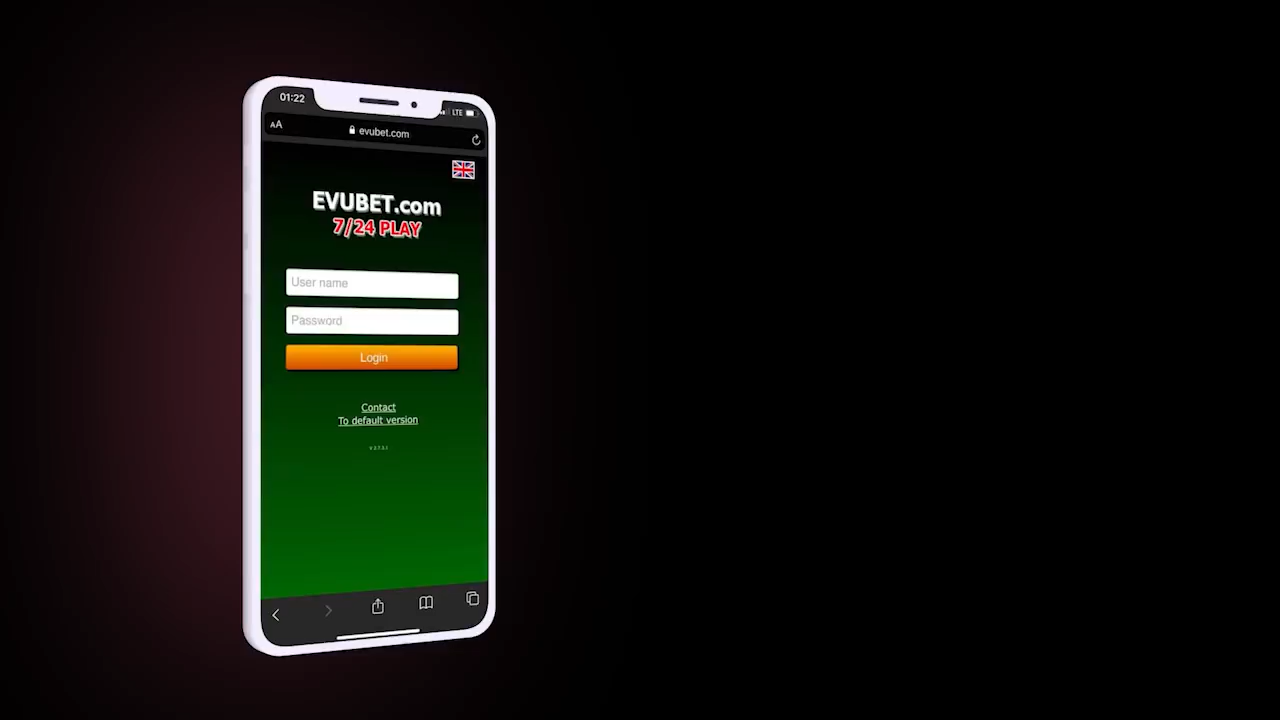 01:22
LTE
AA
evubet.com
EVUBET.com
7/24 PLAY
User name
Password
Login
Contact
To default version